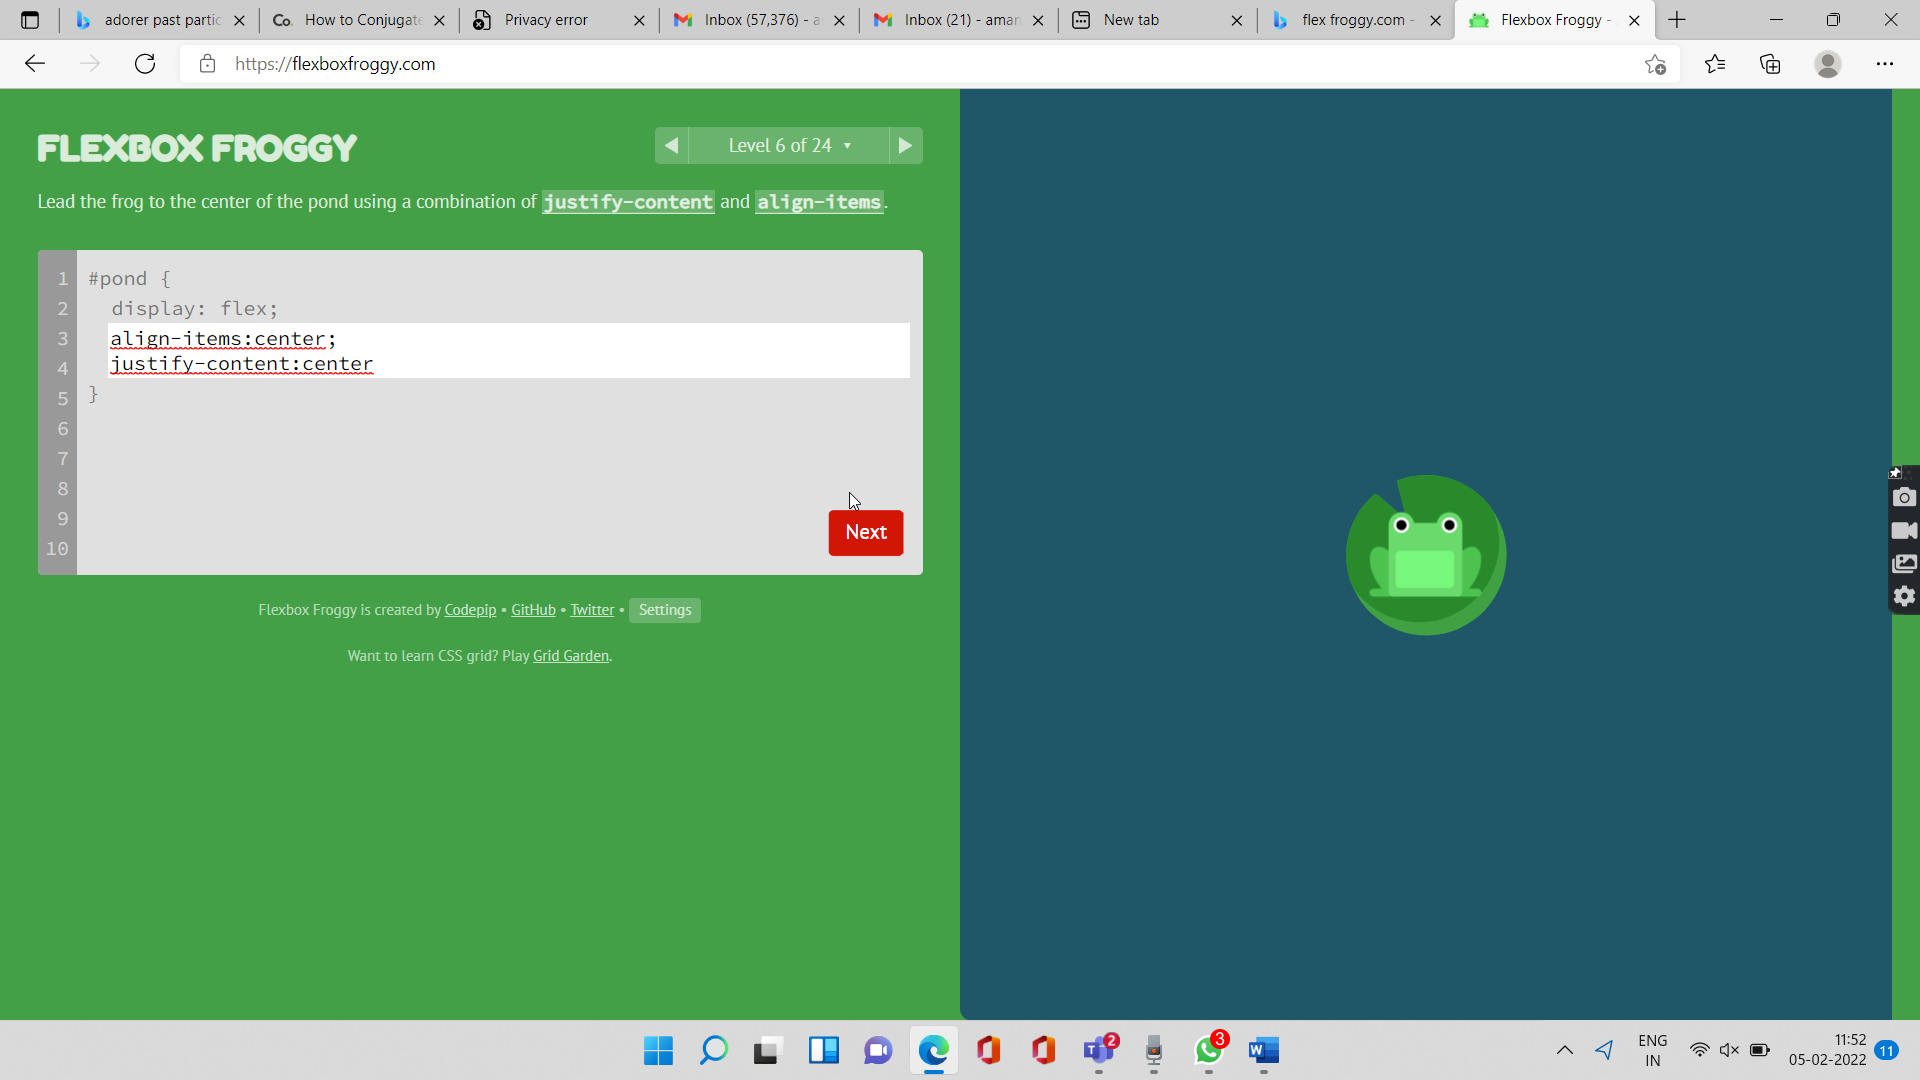 adorer past partic
Co. How to Conjugate
Privacy error
Inbox (57,376) - a
Inbox (21) - aman
New tab
flex froggy.com -
Flexbox Froggy -
https://flexboxfroggy.com
FLEXBOX FROGGY
Level 6 of 24
Lead the frog to the center of the pond using a combination of justify-content and align-items.
1 #pond {
2 display: flex;
3 align-items:center;
4 justify-content:center
5 }
6
7
8
9
10
Next
Flexbox Froggy is created by Codepip • GitHub • Twitter • Settings
Want to learn CSS grid? Play Grid Garden.
T 2
3
W
ENG
IN
11:52
05-02-2022
11